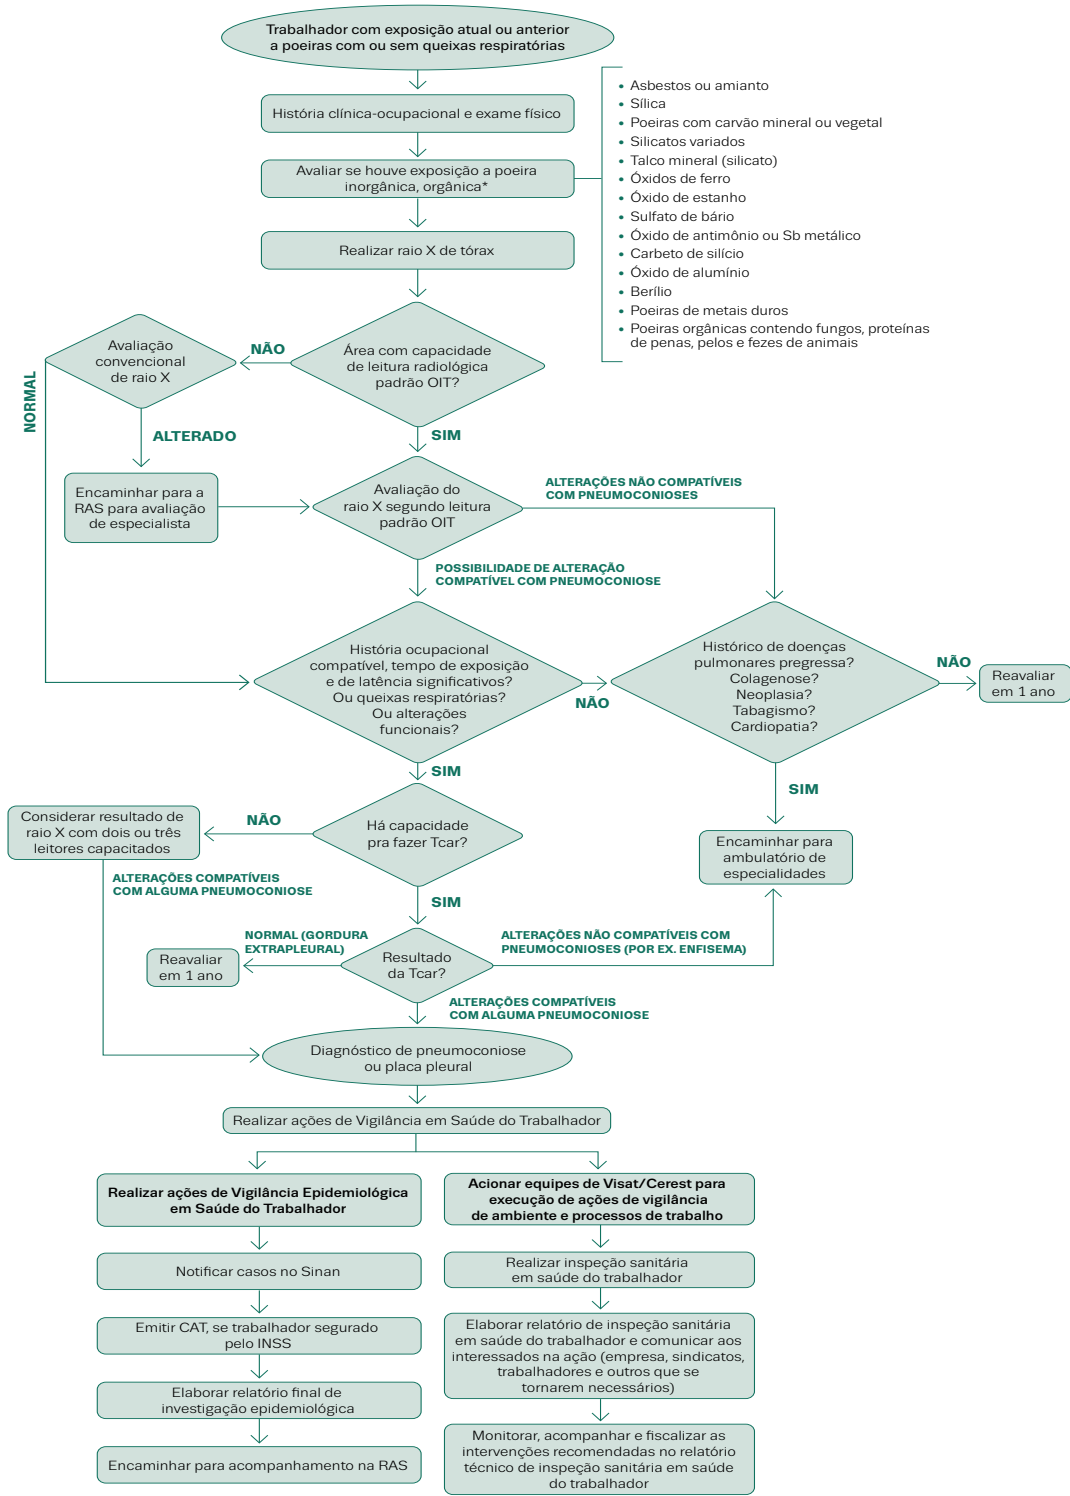 Trabalhador com exposição atual ou anterior
a poeiras com ou sem queixas respiratórias
História clínica-ocupacional e exame físico
Avaliar se houve exposição a poeira
inorgânica, orgânica*
• Asbestos ou amianto
• Sílica
• Poeiras com carvão mineral ou vegetal
• Silicatos variados
• Talco mineral (silicato)
• Óxidos de ferro
• Óxido de estanho
• Sulfato de bário
• Óxido de antimônio ou Sb metálico
• Carbeto de silício
• Óxido de alumínio
• Berílio
• Poeiras de metais duros
• Poeiras orgânicas contendo fungos, proteínas
de penas, pelos e fezes de animais
Realizar raio X de tórax
Área com capacidade
de leitura radiológica
padrão OIT?
NÃO
Avaliação
convencional
de raio X
NORMAL
ALTERADO
SIM
Encaminhar para a
RAS para avaliação
de especialista
Avaliação do
raio X segundo leitura
padrão OIT
ALTERAÇÕES NÃO COMPATÍVEIS
COM PNEUMOCONIOSES
POSSIBILIDADE DE ALTERAÇÃO
COMPATÍVEL COM PNEUMOCONIOSE
História ocupacional
compatível, tempo de exposição
e de latência significativos?
Ou queixas respiratórias?
Ou alterações
funcionais?
NÃO
Histórico de doenças
pulmonares pregressa?
Colagenose?
Neoplasia?
Tabagismo?
Cardiopatia?
NÃO
Reavaliar
em 1 ano
SIM
SIM
Há capacidade
pra fazer Tcar?
NÃO
Considerar resultado de
raio X com dois ou três
leitores capacitados
Encaminhar para
ambulatório de
especialidades
ALTERAÇÕES COMPATÍVEIS
COM ALGUMA PNEUMOCONIOSE
SIM
NORMAL (GORDURA
EXTRAPLEURAL)
Reavaliar
em 1 ano
Resultado
da Tcar?
ALTERAÇÕES NÃO COMPATÍVEIS COM
PNEUMOCONIOSES (POR EX. ENFISEMA)
ALTERAÇÕES COMPATÍVEIS
COM ALGUMA PNEUMOCONIOSE
Diagnóstico de pneumoconiose
ou placa pleural
Realizar ações de Vigilância em Saúde do Trabalhador
Realizar ações de Vigilância Epidemiológica
em Saúde do Trabalhador
Notificar casos no Sinan
Emitir CAT, se trabalhador segurado
pelo INSS
Elaborar relatório final de
investigação epidemiológica
Encaminhar para acompanhamento na RAS
Acionar equipes de Visat/Cerest para
execução de ações de vigilância
de ambiente e processos de trabalho
Realizar inspeção sanitária
em saúde do trabalhador
Elaborar relatório de inspeção sanitária
em saúde do trabalhador e comunicar aos
interessados na ação (empresa, sindicatos,
trabalhadores e outros que se
tornarem necessários)
Monitorar, acompanhar e fiscalizar as
intervenções recomendadas no relatório
técnico de inspeção sanitária em saúde
do trabalhador